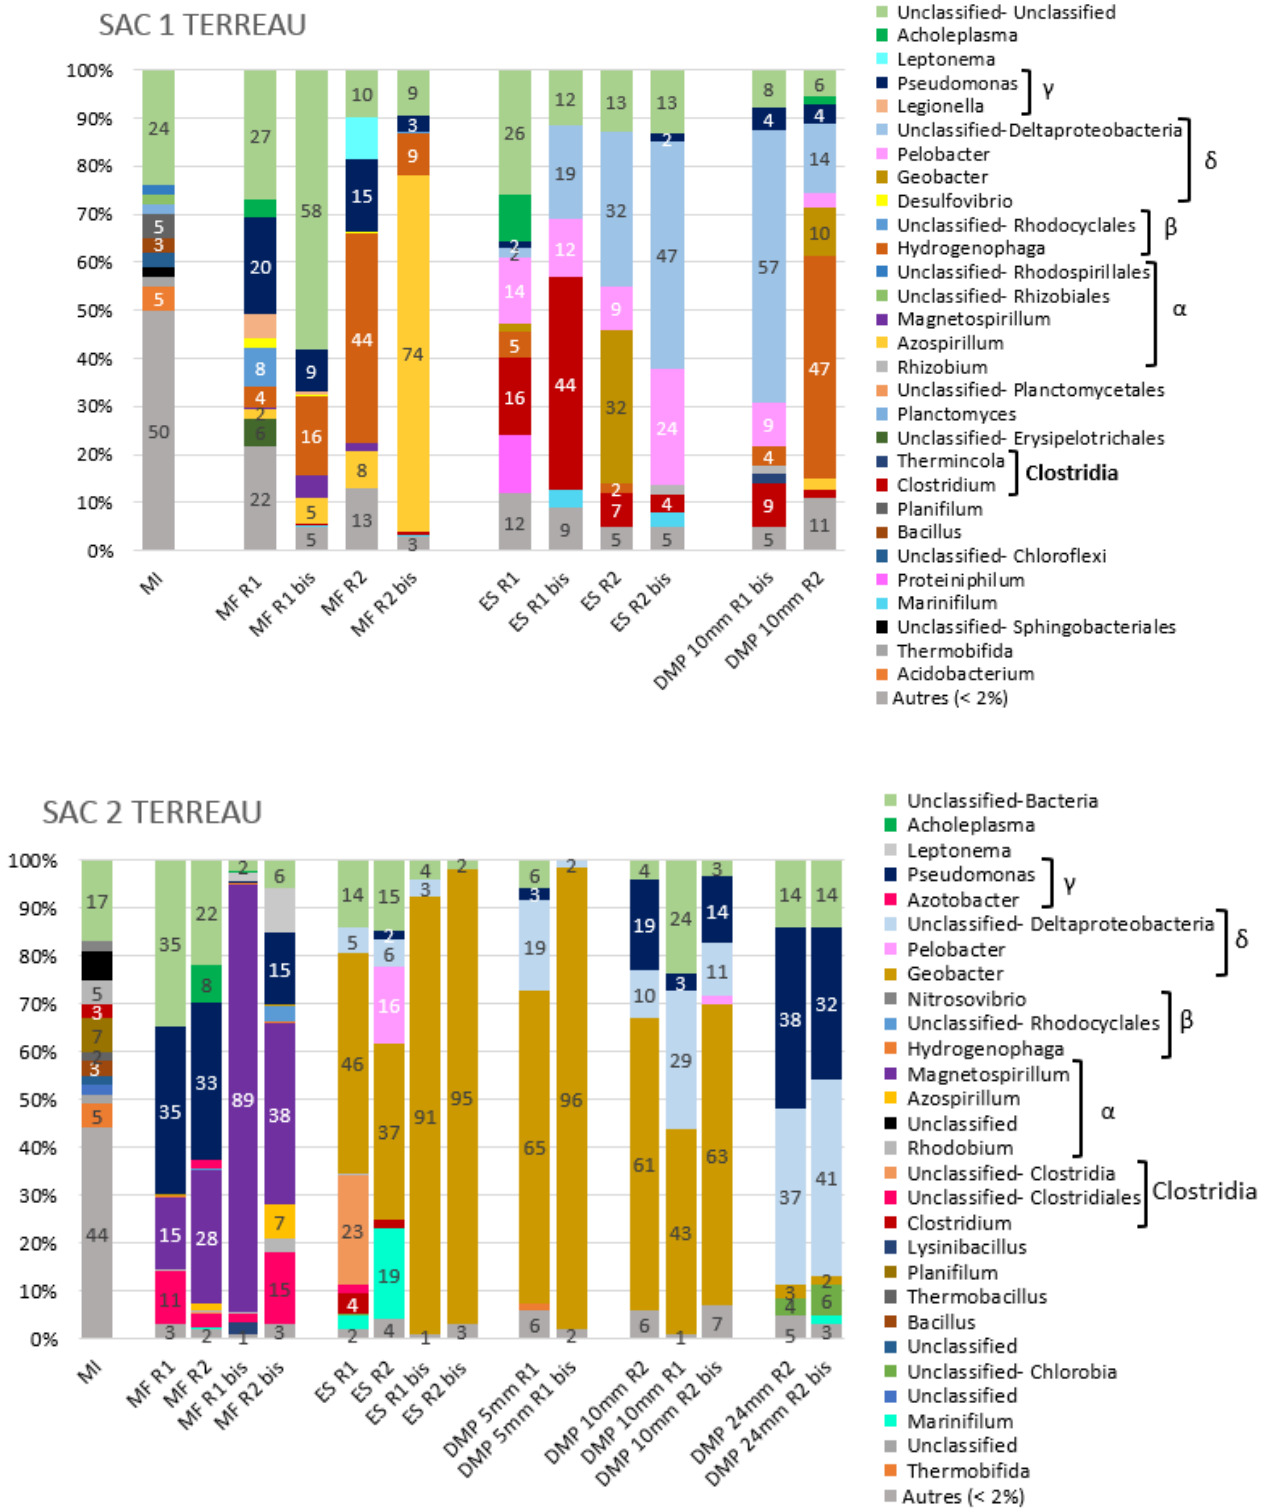 SAC 1 TERREAU
100%
90%
80%
70%
60%
50%
40%
30%
20%
10%
0%
24
5
3
5
50
27
20
8
4
2
6
22
58
9
16
5
5
10
15
44
8
13
9
3
9
74
3
26
2
2
14
5
16
12
12
19
12
44
9
13
32
9
32
2
7
5
13
2
47
24
4
5
8
4
57
9
4
9
5
6
4
14
10
47
11
MI
MF R1
MF R1 bis
MF R2
MF R2 bis
ES R1
ES R1 bis
ES R2
ES R2 bis
DMP 10mm R1 bis
DMP 10mm R2
Unclassified- Unclassified
Acholeplasma
Leptonema
Pseudomonas
Legionella
γ
Unclassified-Deltaproteobacteria
Pelobacter
Geobacter
Desulfovibrio
δ
Unclassified- Rhodocyclales
Hydrogenophaga
β
Unclassified- Rhodospirillales
Unclassified- Rhizobiales
Magnetospirillum
Azospirillum
Rhizobium
α
Unclassified- Planctomycetales
Planctomyces
Unclassified- Erysipelotrichales
Thermincola
Clostridium
Clostridia
Planifilum
Bacillus
Unclassified- Chloroflexi
Proteiniphilum
Marinifilum
Unclassified- Sphingobacteriales
Thermobifida
Acidobacterium
Autres (< 2%)
SAC 2 TERREAU
100%
90%
80%
70%
60%
50%
40%
30%
20%
10%
0%
17
5
3
7
2
3
5
44
35
35
15
11
3
22
8
33
28
2
2
89
1
6
15
38
7
15
3
14
5
46
23
4
2
15
2
6
16
37
19
4
4
3
91
1
2
95
3
6
3
19
65
6
2
96
2
4
19
10
61
6
24
3
29
43
1
3
14
11
63
7
14
38
37
3
4
5
14
32
41
2
6
3
MI
MF R1
MF R2
MF R1 bis
MF R2 bis
ES R1
ES R2
ES R1 bis
ES R2 bis
DMP 5mm R1
DMP 5mm R1 bis
DMP 10mm R2
DMP 10mm R1
DMP 10mm R2 bis
DMP 24mm R2
DMP 24mm R2 bis
Unclassified-Bacteria
Acholeplasma
Leptonema
Pseudomonas
Azotobacter
γ
Unclassified- Deltaproteobacteria
Pelobacter
Geobacter
δ
Nitrosovibrio
Unclassified- Rhodocyclales
Hydrogenophaga
β
Magnetospirillum
Azospirillum
Unclassified
Rhodobium
α
Unclassified- Clostridia
Unclassified- Clostridiales
Clostridium
Clostridia
Lysinibacillus
Planifilum
Thermobacillus
Bacillus
Unclassified
Unclassified- Chlorobia
Unclassified
Marinifilum
Unclassified
Thermobifida
Autres (< 2%)